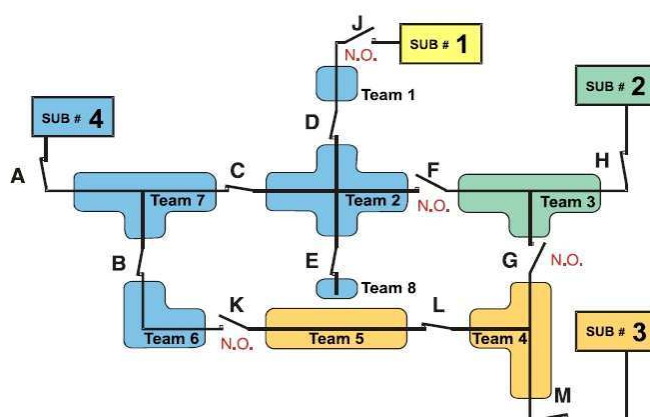 J
SUB # 1
N.O.
Team 1
SUB # 2
SUB # 4
D
A
C
F
H
Team 7
Team 2
N.O.
Team 3
B
E
G
N.O.
Team 8
K
L
Team 6
N.O.
Team 5
Team 4
SUB # 3
M